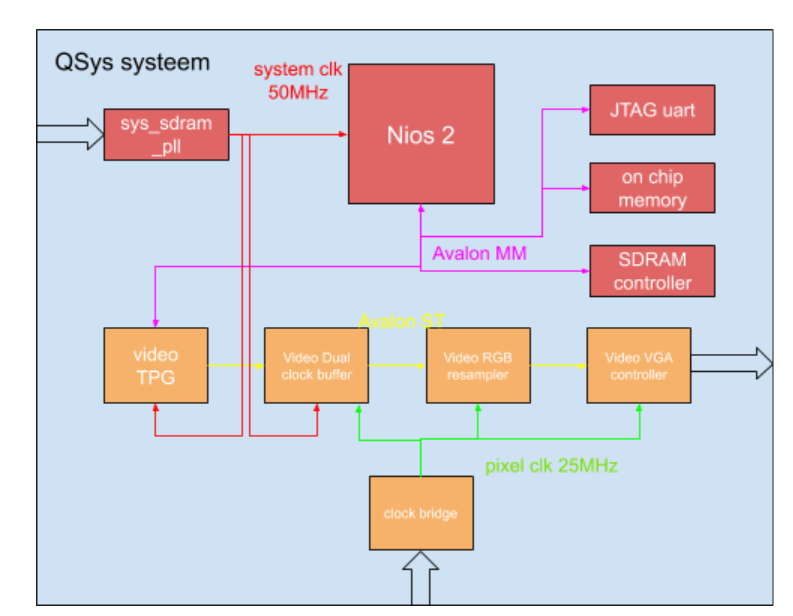 QSys systeem
system clk
50MHz
sys_sdram
_pll
Nios 2
JTAG uart
on chip
memory
Avalon MM
SDRAM
controller
Avalon ST
video
TPG
Video Dual
clock buffer
Video RGB
resampler
Video VGA
controller
pixel clk 25MHz
clock bridge